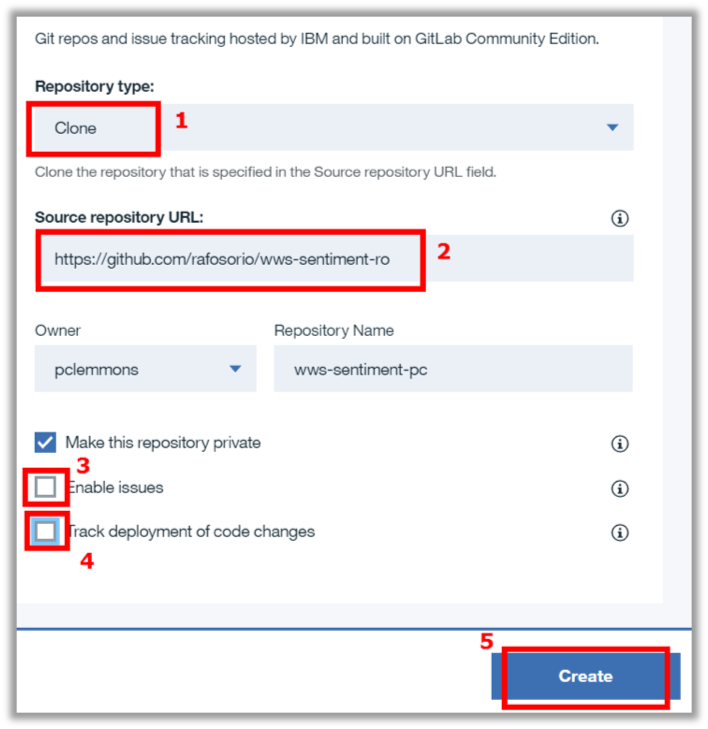 Git repos and issue tracking hosted by IBM and built on GitLab Community Edition.
Repository type:
Clone 1
Clone the repository that is specified in the Source repository URL field.
Source repository URL:
https://github.com/rafosorio/wws-sentiment-ro 2
Owner Repository Name
pclemmons wws-sentiment-pc
Make this repository private
3
Enable issues
Track deployment of code changes
4
5
Create